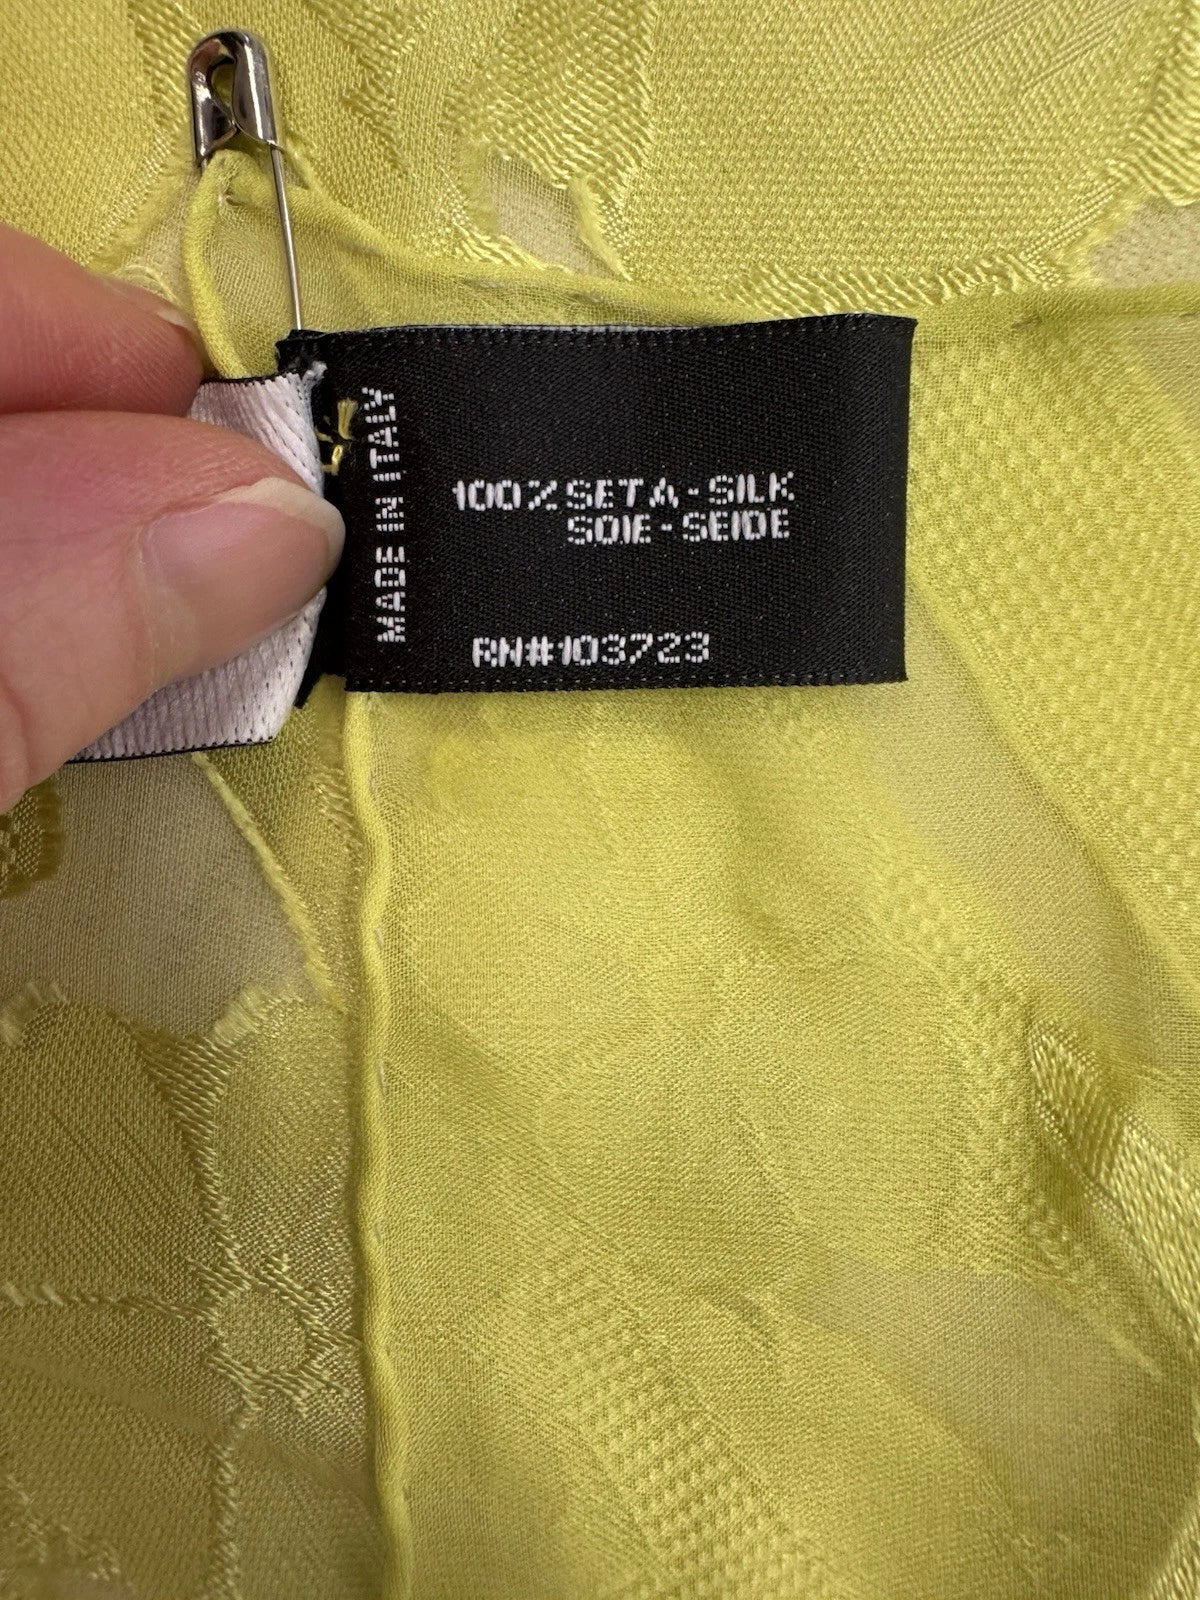 MADE IN ITALY
100% SETA-SILK
SOIE-SEIDE
RN#103723